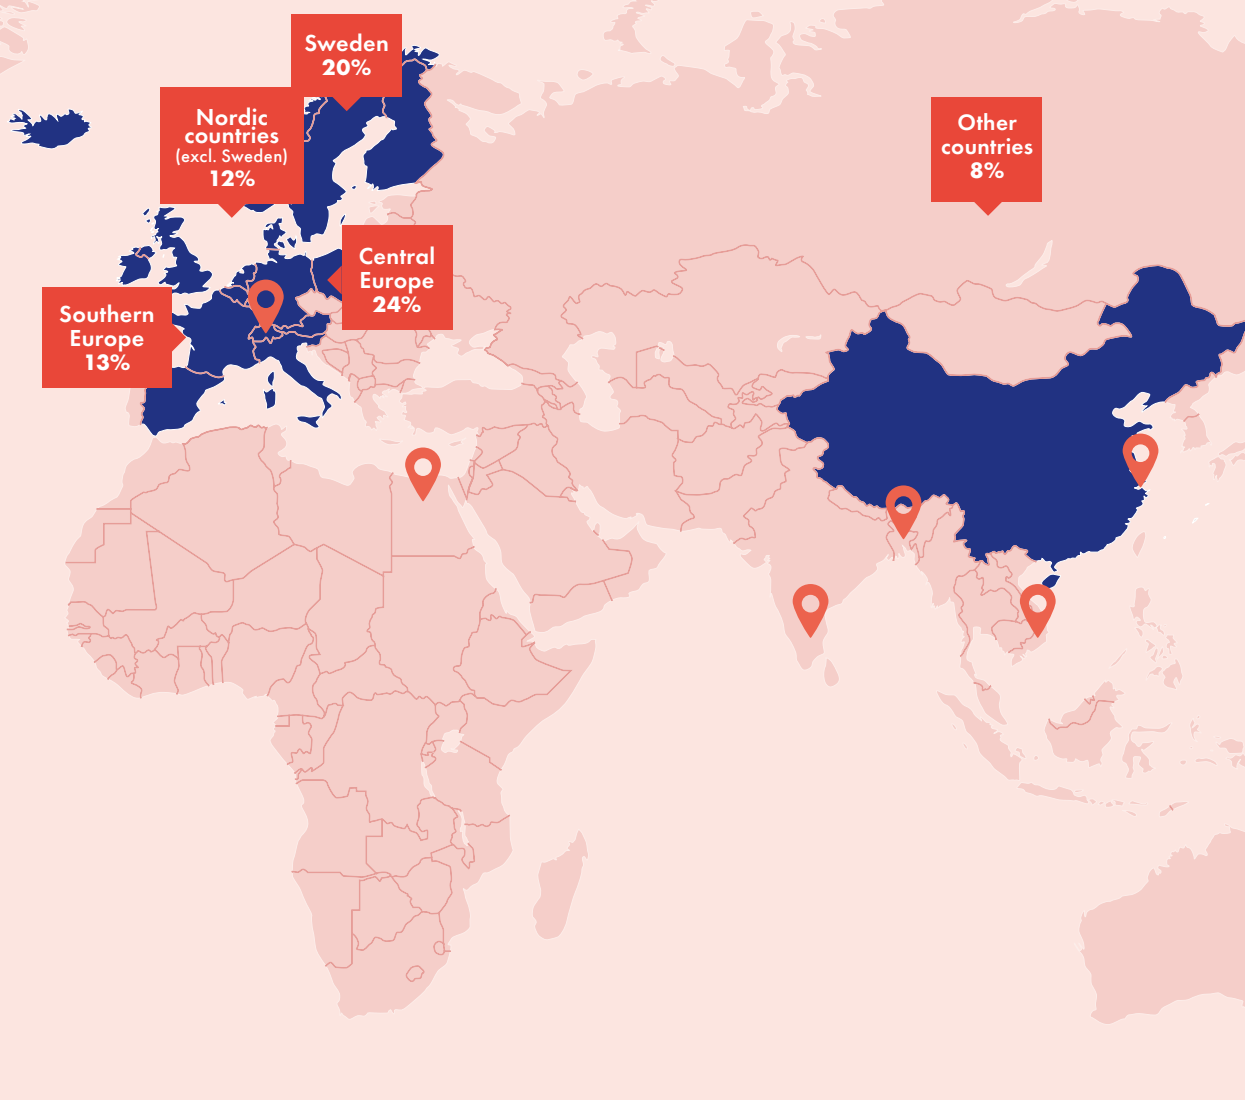 Sweden
20%
Nordic
countries
(excl. Sweden)
12%
Other
countries
8%
Central
Europe
24%
Southern
Europe
13%